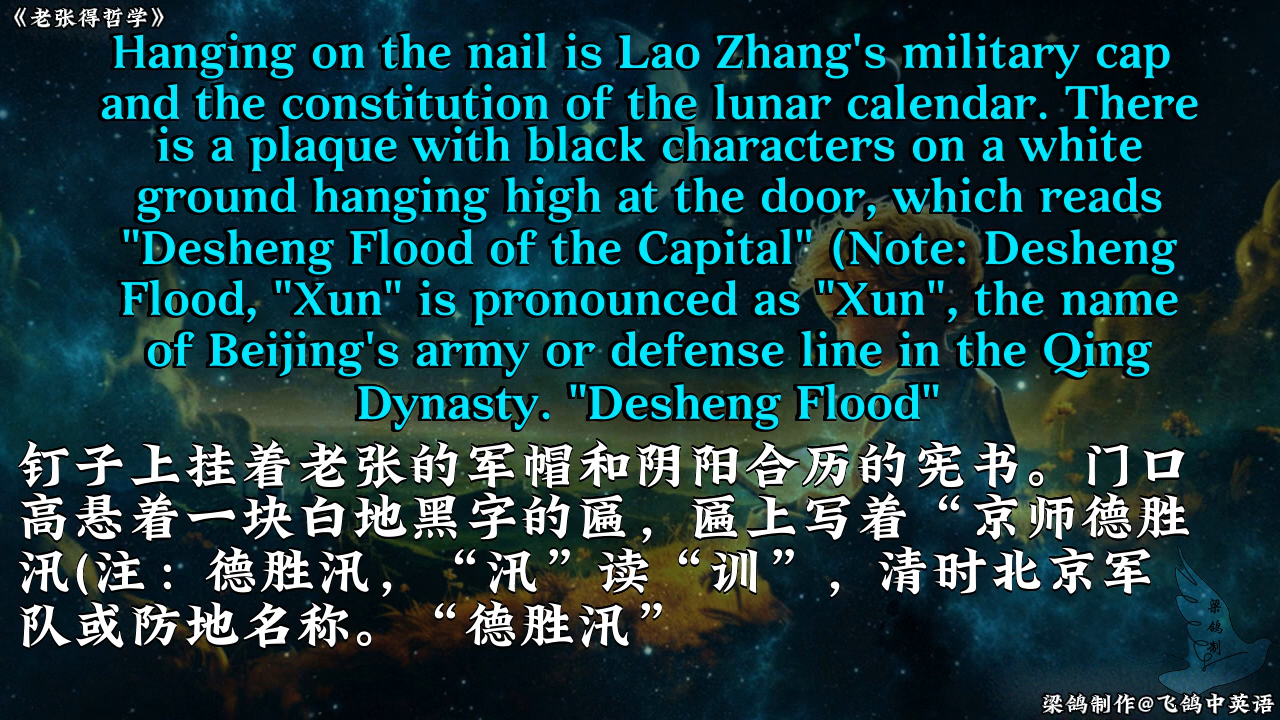 《老张得哲学》
Hanging on the nail is Lao Zhang's military cap
and the constitution of the lunar calendar. There
is a plaque with black characters on a white
ground hanging high at the door, which reads
"Desheng Flood of the Capital" (Note: Desheng
Flood, "Xun" is pronounced as "Xun", the name
of Beijing's army or defense line in the Qing
Dynasty. "Desheng Flood"
钉子上挂着老张的军帽和阴阳合历的宪书。门口
高悬着一块白地黑字的匾，匾上写着“京师德胜
汛(注：德胜汛，“汛”读“训”，清时北京军
队或防地名称。“德胜汛”
梁鸽制
梁鸽制作@飞鸽中英语